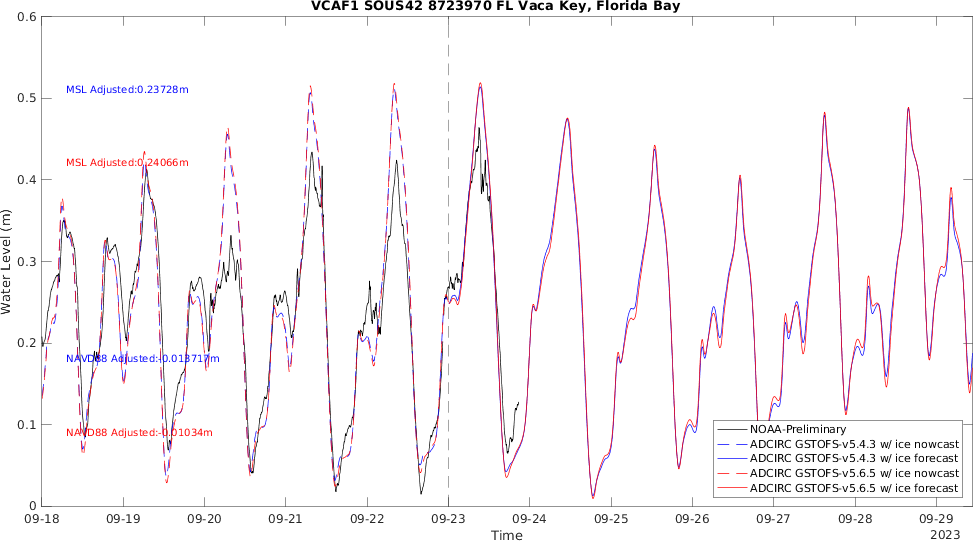 VCAF1 SOUS42 8723970 FL Vaca Key, Florida Bay
0.6
0.5
0.4
0.3
0.2
0.1
0
Water Level (m)
MSL Adjusted:0.23728m
MSL Adjusted:0.24066m
NAVD88 Adjusted:-0.013717m
NAVD88 Adjusted:-0.01034m
NOAA-Preliminary
ADCIRC GSTOFS-v5.4.3 w/ ice nowcast
ADCIRC GSTOFS-v5.4.3 w/ ice forecast
ADCIRC GSTOFS-v5.6.5 w/ ice nowcast
ADCIRC GSTOFS-v5.6.5 w/ ice forecast
09-18 09-19 09-20 09-21 09-22 09-23 09-24 09-25 09-26 09-27 09-28 09-29
Time
2023